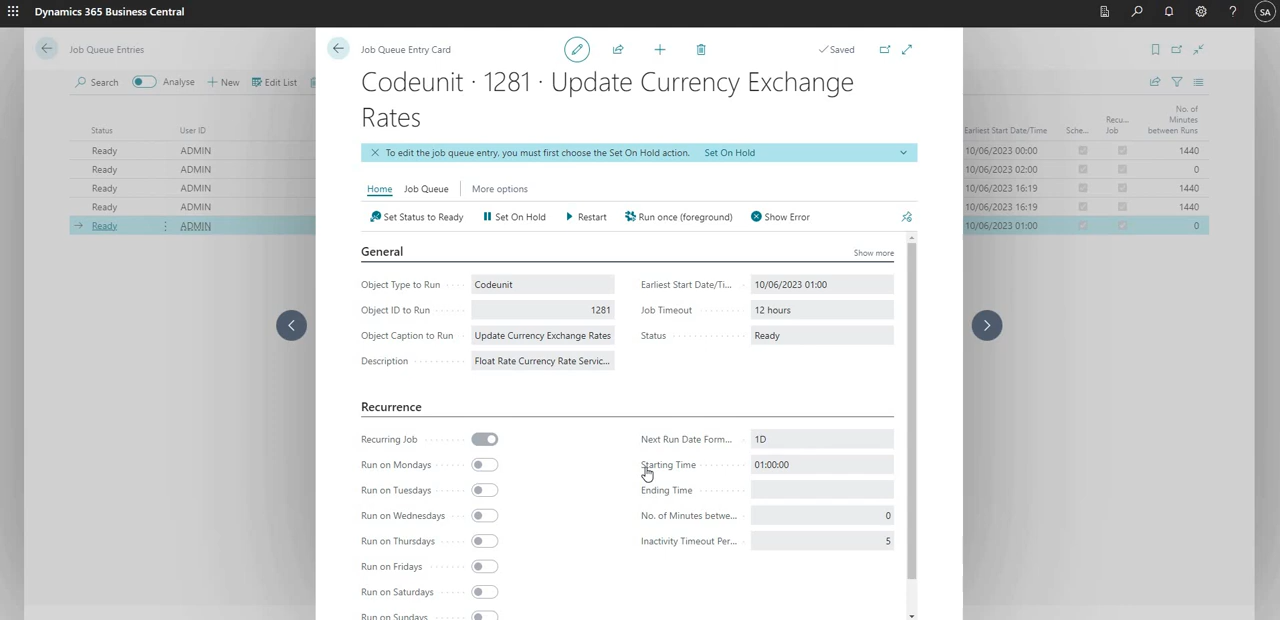 Dynamics 365 Business Central
SA
Job Queue Entries
Search Analyse New Edit List
Status User ID
Ready ADMIN
Ready ADMIN
Ready ADMIN
Ready ADMIN
Ready ADMIN
Job Queue Entry Card
Saved
Codeunit · 1281 · Update Currency Exchange
Rates
To edit the job queue entry, you must first choose the Set On Hold action. Set On Hold
Home Job Queue More options
Set Status to Ready Set On Hold Restart Run once (foreground) Show Error
General Show more
Object Type to Run Codeunit
Object ID to Run 1281
Object Caption to Run Update Currency Exchange Rates
Description Float Rate Currency Rate Servic...
Earliest Start Date/Ti... 10/06/2023 01:00
Job Timeout 12 hours
Status Ready
Recurrence
Recurring Job
Run on Mondays
Run on Tuesdays
Run on Wednesdays
Run on Thursdays
Run on Fridays
Run on Saturdays
Run on Sundays
Next Run Date Form... 1D
Starting Time 01:00:00
Ending Time
No. of Minutes betwe... 0
Inactivity Timeout Per... 5
Earliest Start Date/Time Sche... Recu... Job No. of Minutes between Runs
10/06/2023 00:00 1440
10/06/2023 02:00 0
10/06/2023 16:19 1440
10/06/2023 16:19 1440
10/06/2023 01:00 0